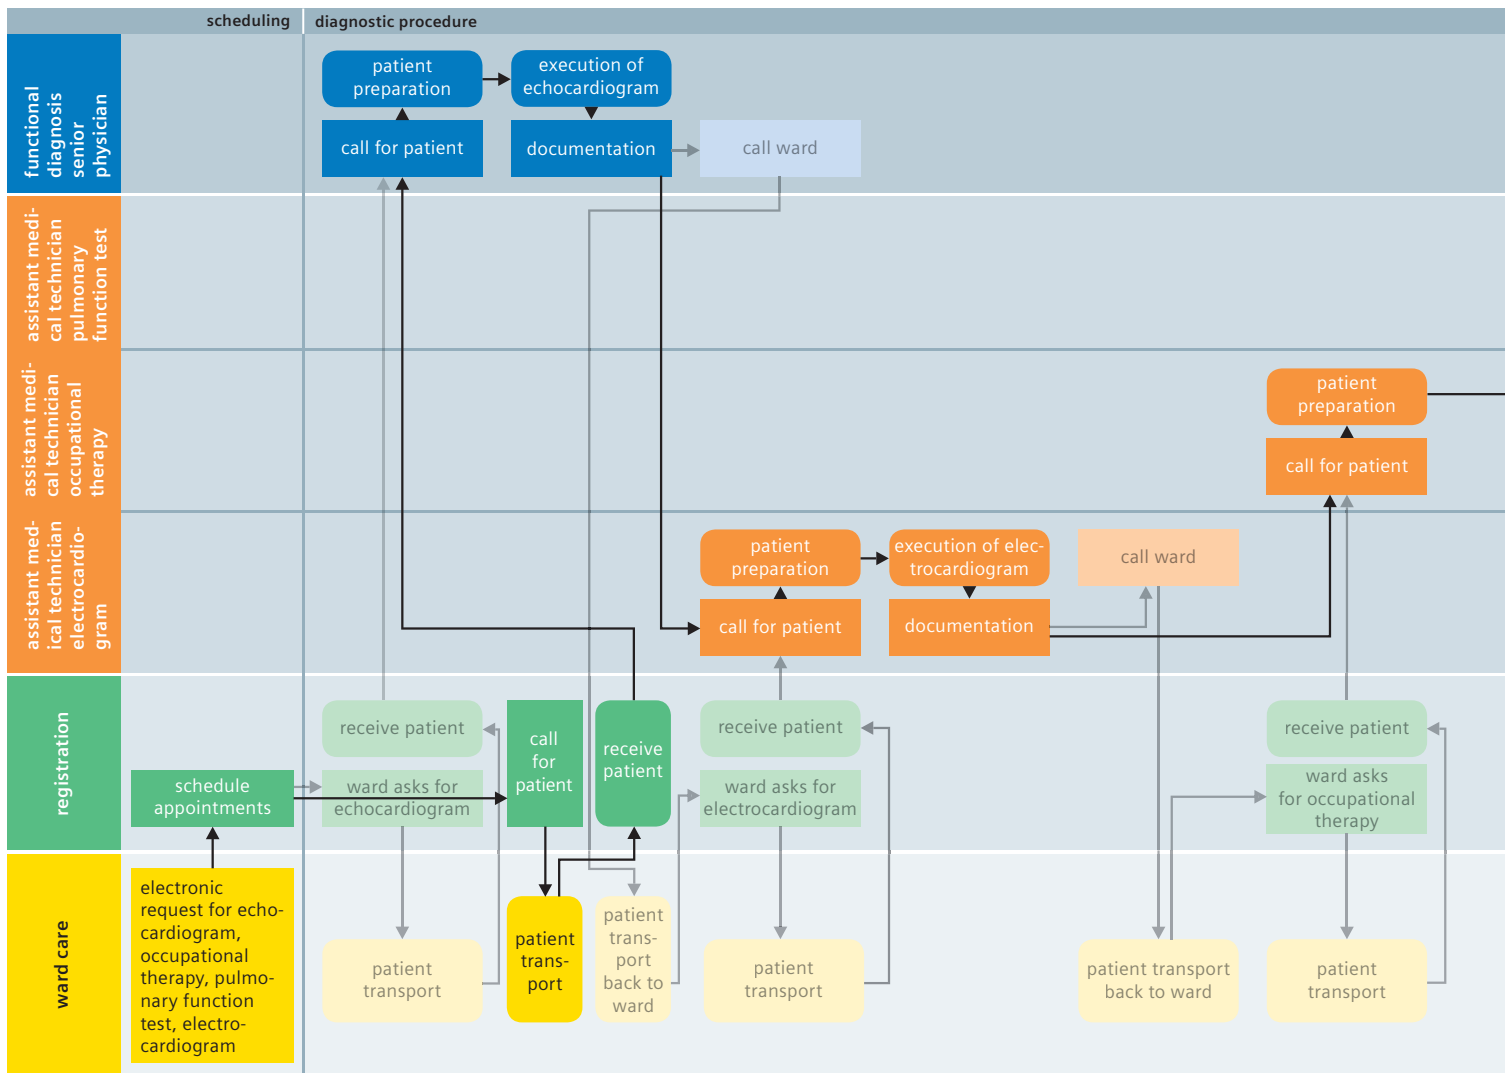 scheduling
diagnostic procedure
functional
diagnosis
senior
physician
patient
preparation
execution of
echocardiogram
call for patient
documentation
call ward
assistant medi-
cal technician
pulmonary
function test
assistant medi-
cal technician
occupational
therapy
patient
preparation
call for patient
assistant med-
ical technician
electrocardio-
gram
patient
preparation
execution of elec-
trocardiogram
call ward
call for patient
documentation
registration
receive patient
call
for
patient
receive
patient
receive patient
receive patient
schedule
appointments
ward asks for
echocardiogram
ward asks for
electrocardiogram
ward asks
for occupational
therapy
ward care
electronic
request for echo-
cardiogram,
occupational
therapy, pulmo-
nary function
test, electro-
cardiogram
patient
transport
patient
trans-
port
patient
trans-
port
back to
ward
patient
transport
patient transport
back to ward
patient
transport